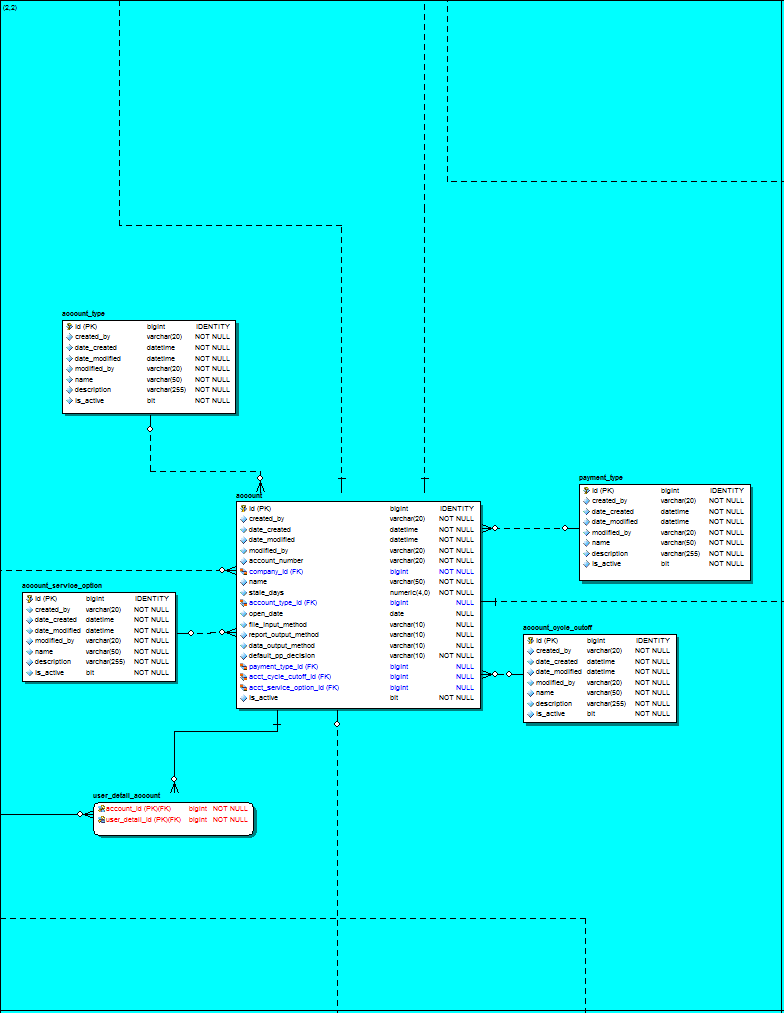 (2,2)
account_type
id (PK) bigint IDENTITY
created_by varchar(20) NOT NULL
date_created datetime NOT NULL
date_modified datetime NOT NULL
modified_by varchar(20) NOT NULL
name varchar(50) NOT NULL
description varchar(255) NOT NULL
is_active bit NOT NULL
payment_type
id (PK) bigint IDENTITY
created_by varchar(20) NOT NULL
date_created datetime NOT NULL
date_modified datetime NOT NULL
modified_by varchar(20) NOT NULL
name varchar(50) NOT NULL
description varchar(255) NOT NULL
is_active bit NOT NULL
account
id (PK) bigint IDENTITY
created_by varchar(20) NOT NULL
date_created datetime NOT NULL
date_modified datetime NOT NULL
modified_by varchar(20) NOT NULL
account_number varchar(20) NOT NULL
company_id (FK) bigint NOT NULL
name varchar(50) NOT NULL
stale_days numeric(4,0) NOT NULL
account_type_id (FK) bigint NULL
open_date date NULL
file_input_method varchar(10) NULL
report_output_method varchar(10) NULL
data_output_method varchar(10) NULL
default_pp_decision varchar(10) NOT NULL
payment_type_id (FK) bigint NULL
acct_cycle_cutoff_id (FK) bigint NULL
acct_service_option_id (FK) bigint NULL
is_active bit NOT NULL
account_service_option
id (PK) bigint IDENTITY
created_by varchar(20) NOT NULL
date_created datetime NOT NULL
date_modified datetime NOT NULL
modified_by varchar(20) NOT NULL
name varchar(50) NOT NULL
description varchar(255) NOT NULL
is_active bit NOT NULL
account_cycle_cutoff
id (PK) bigint IDENTITY
created_by varchar(20) NOT NULL
date_created datetime NOT NULL
date_modified datetime NOT NULL
modified_by varchar(20) NOT NULL
name varchar(50) NOT NULL
description varchar(255) NOT NULL
is_active bit NOT NULL
user_detail_account
account_id (PK)(FK) bigint NOT NULL
user_detail_id (PK)(FK) bigint NOT NULL